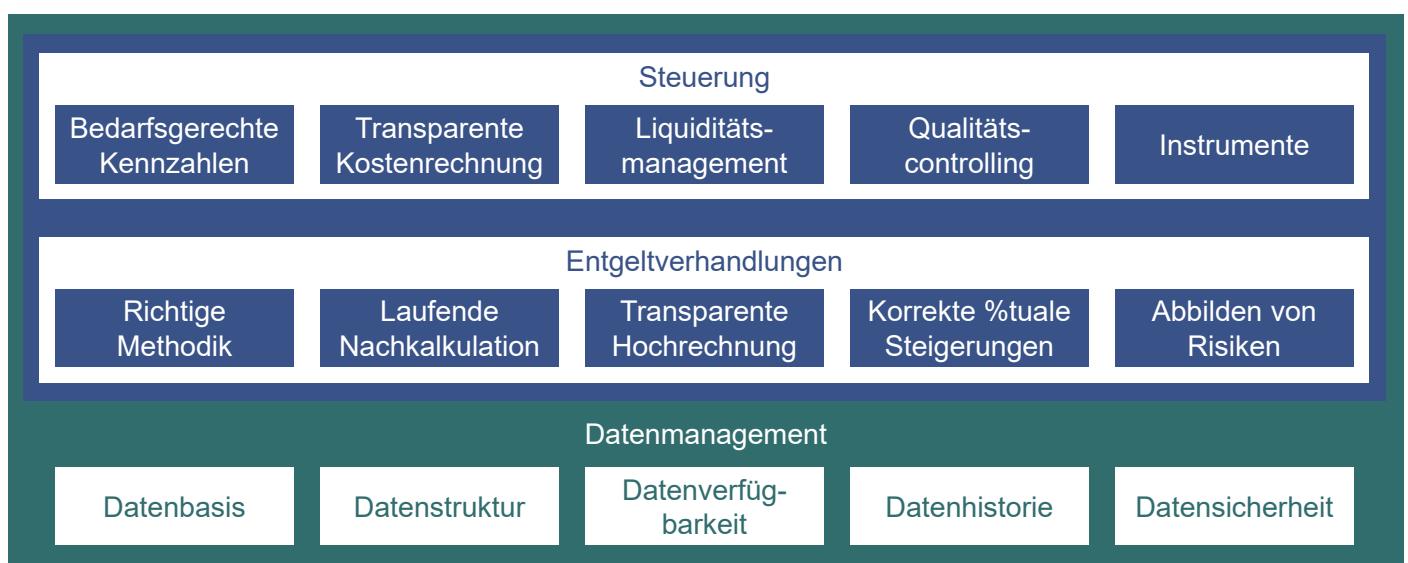 Steuerung
Bedarfsgerechte
Kennzahlen
Transparente
Kostenrechnung
Liquiditäts-
management
Qualitäts-
controlling
Instrumente
Entgeltverhandlungen
Richtige
Methodik
Laufende
Nachkalkulation
Transparente
Hochrechnung
Korrekte %tuale
Steigerungen
Abbilden von
Risiken
Datenmanagement
Datenbasis
Datenstruktur
Datenverfüg-
barkeit
Datenhistorie
Datensicherheit